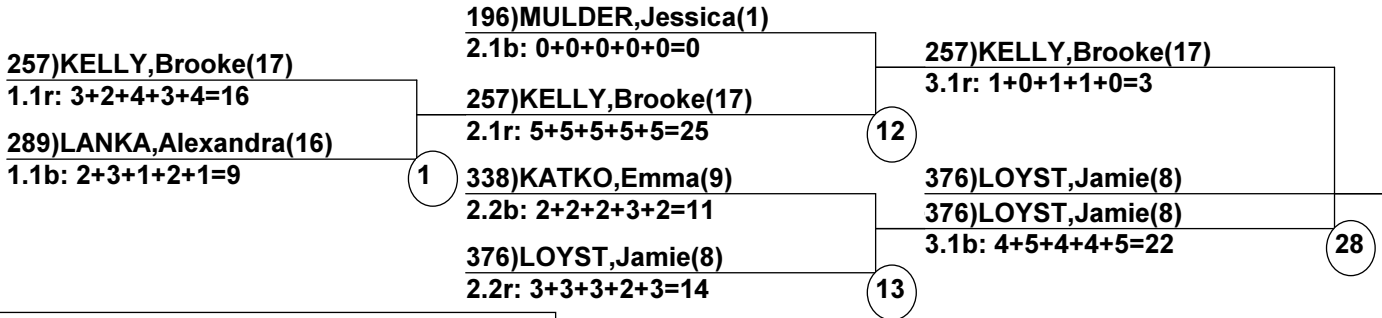 257)KELLY,Brooke(17)
1.1r: 3+2+4+3+4=16
289)LANKA,Alexandra(16)
1.1b: 2+3+1+2+1=9
1
196)MULDER,Jessica(1)
2.1b: 0+0+0+0+0=0
257)KELLY,Brooke(17)
2.1r: 5+5+5+5+5=25
12
338)KATKO,Emma(9)
2.2b: 2+2+2+3+2=11
376)LOYST,Jamie(8)
2.2r: 3+3+3+2+3=14
13
257)KELLY,Brooke(17)
3.1r: 1+0+1+1+0=3
376)LOYST,Jamie(8)
376)LOYST,Jamie(8)
3.1b: 4+5+4+4+5=22
28